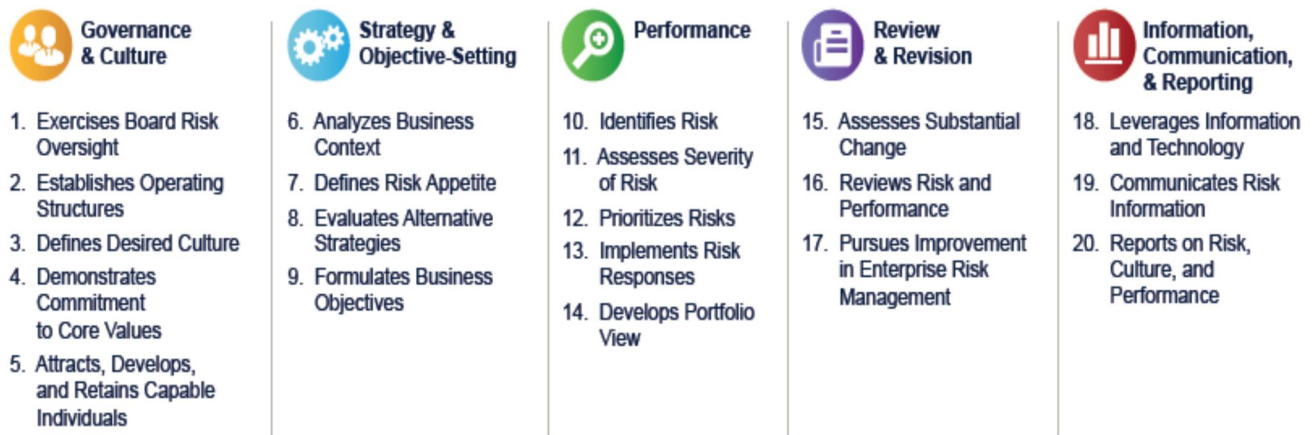 Governance
& Culture
1. Exercises Board Risk
Oversight
2. Establishes Operating
Structures
3. Defines Desired Culture
4. Demonstrates
Commitment
to Core Values
5. Attracts, Develops,
and Retains Capable
Individuals
Strategy &
Objective-Setting
6. Analyzes Business
Context
7. Defines Risk Appetite
8. Evaluates Alternative
Strategies
9. Formulates Business
Objectives
Performance
10. Identifies Risk
11. Assesses Severity
of Risk
12. Prioritizes Risks
13. Implements Risk
Responses
14. Develops Portfolio
View
Review
& Revision
15. Assesses Substantial
Change
16. Reviews Risk and
Performance
17. Pursues Improvement
in Enterprise Risk
Management
Information,
Communication,
& Reporting
18. Leverages Information
and Technology
19. Communicates Risk
Information
20. Reports on Risk,
Culture, and
Performance